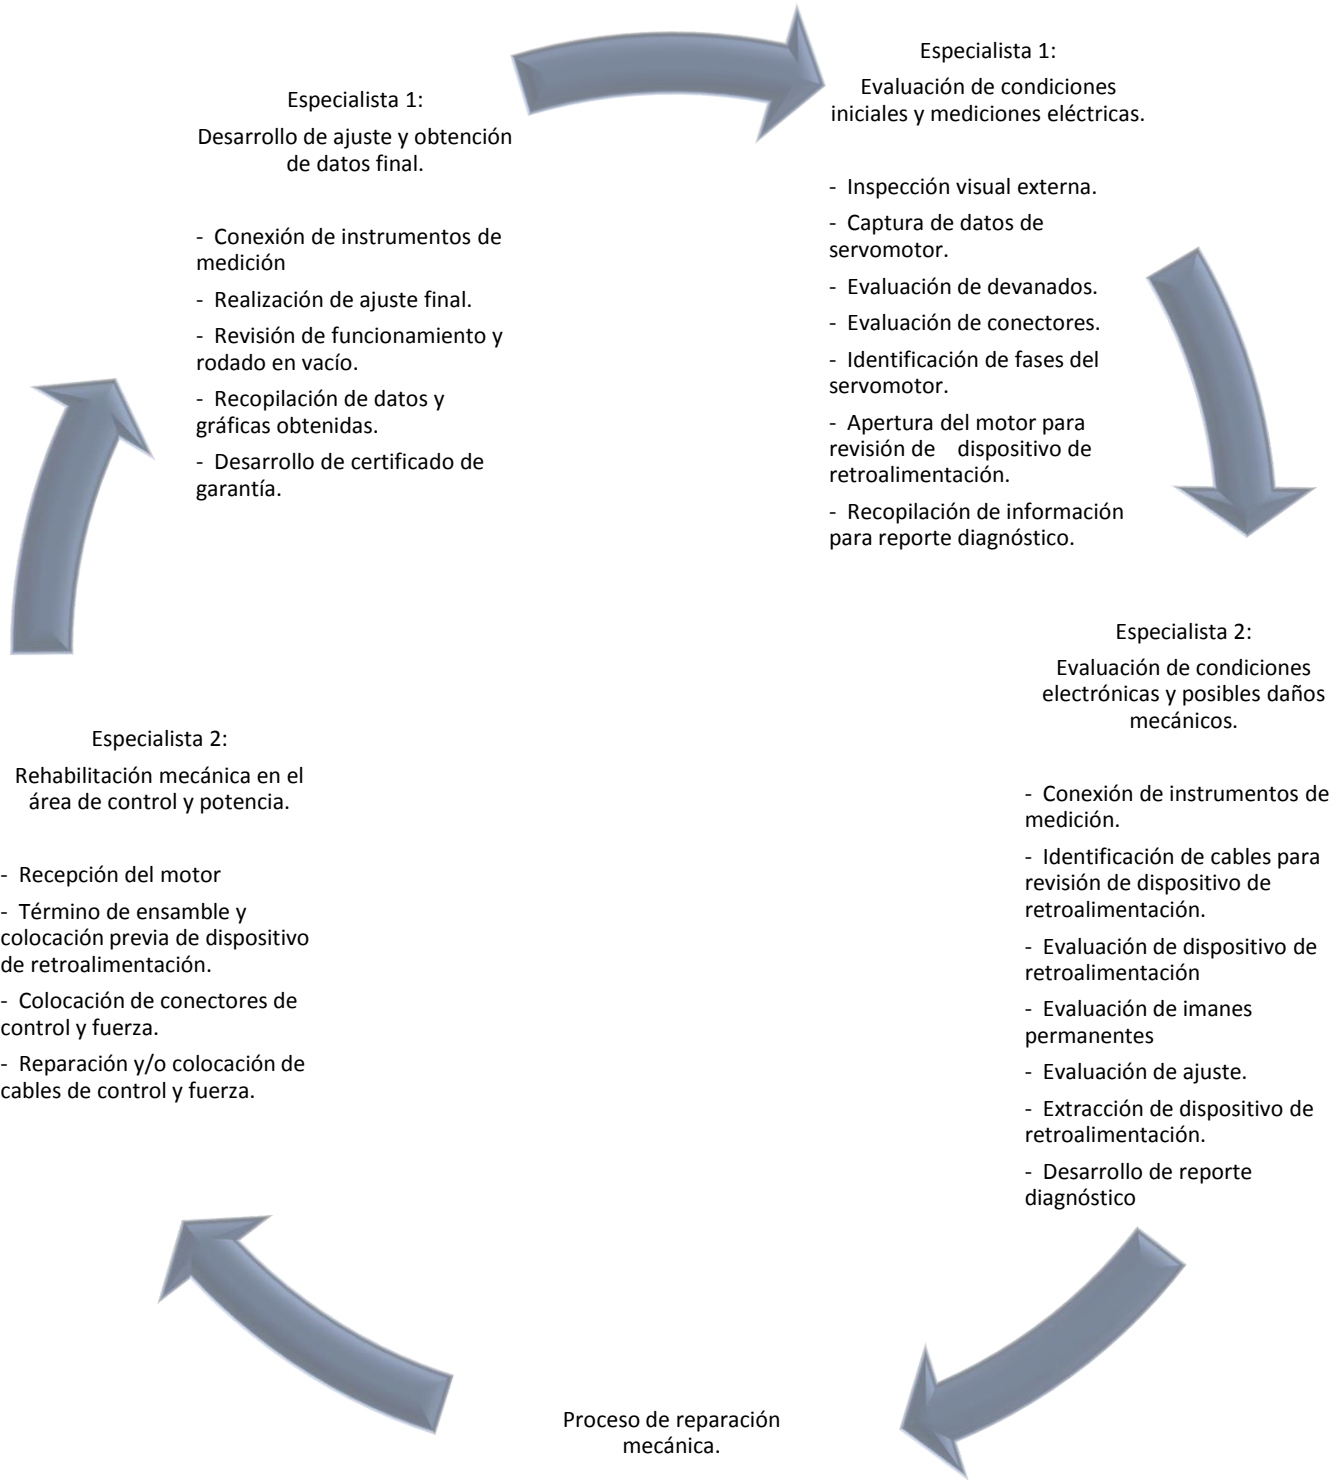 Especialista 1:
Evaluación de condiciones
iniciales y mediciones eléctricas.
- Inspección visual externa.
- Captura de datos de
servomotor.
- Evaluación de devanados.
- Evaluación de conectores.
- Identificación de fases del
servomotor.
- Apertura del motor para
revisión de dispositivo de
retroalimentación.
- Recopilación de información
para reporte diagnóstico.
Especialista 2:
Evaluación de condiciones
electrónicas y posibles daños
mecánicos.
- Conexión de instrumentos de
medición.
- Identificación de cables para
revisión de dispositivo de
retroalimentación.
- Evaluación de dispositivo de
retroalimentación
- Evaluación de imanes
permanentes
- Evaluación de ajuste.
- Extracción de dispositivo de
retroalimentación.
- Desarrollo de reporte
diagnóstico
Proceso de reparación
mecánica.
Especialista 2:
Rehabilitación mecánica en el
área de control y potencia.
- Recepción del motor
- Término de ensamble y
colocación previa de dispositivo
de retroalimentación.
- Colocación de conectores de
control y fuerza.
- Reparación y/o colocación de
cables de control y fuerza.
Especialista 1:
Desarrollo de ajuste y obtención
de datos final.
- Conexión de instrumentos de
medición
- Realización de ajuste final.
- Revisión de funcionamiento y
rodado en vacío.
- Recopilación de datos y
gráficas obtenidas.
- Desarrollo de certificado de
garantía.